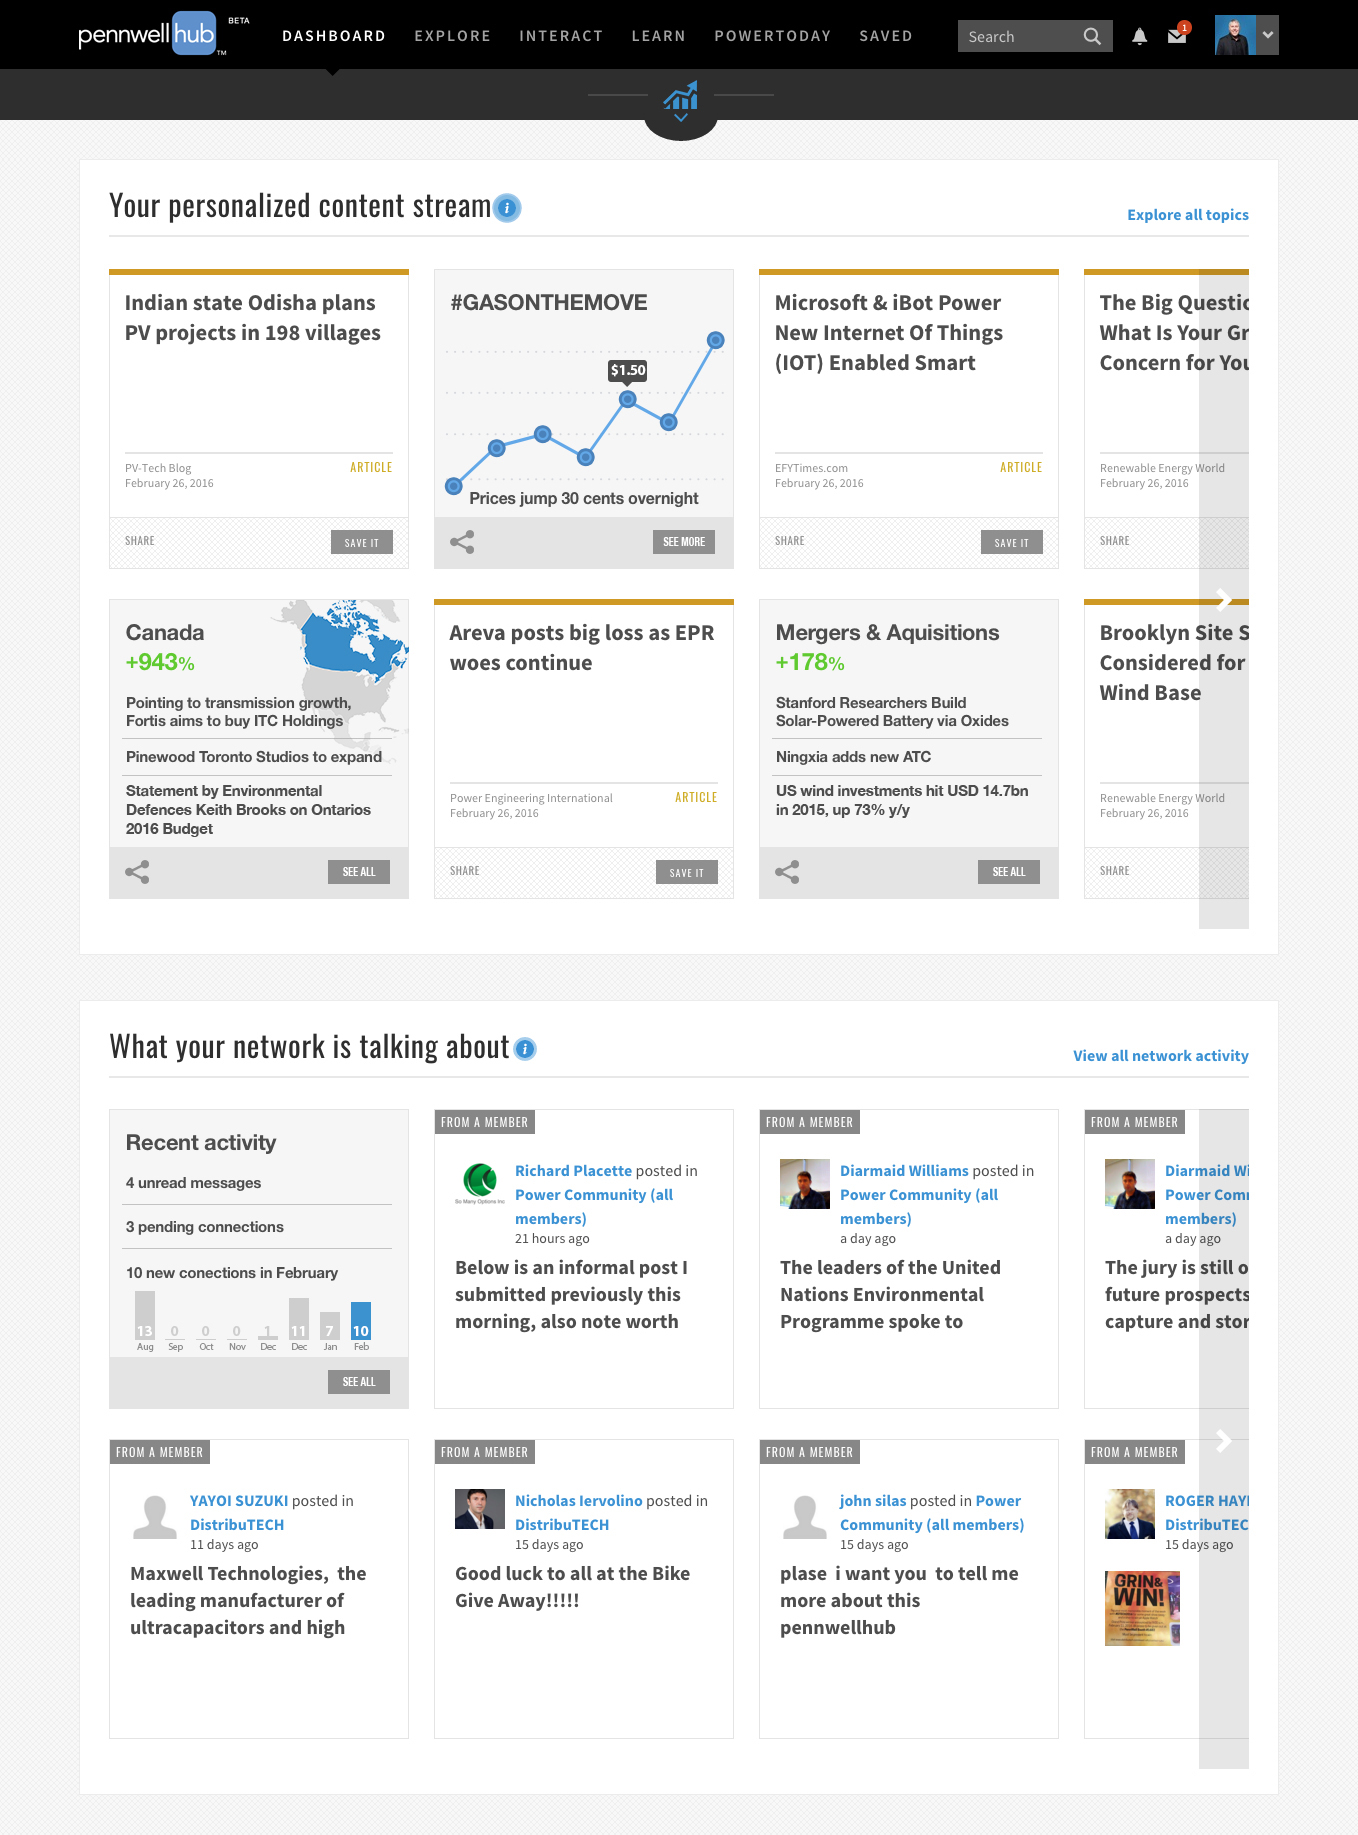 pennwell hub TM BETA
DASHBOARD EXPLORE INTERACT LEARN POWERTODAY SAVED
Search
1
Your personalized content stream i
Explore all topics
Indian state Odisha plans
PV projects in 198 villages
PV-Tech Blog
ARTICLE
February 26, 2016
SHARE
SAVE IT
#GASONTHEMOVE
$1.50
Prices jump 30 cents overnight
SEE MORE
Microsoft & iBot Power
New Internet Of Things
(IOT) Enabled Smart
EFYTimes.com
ARTICLE
February 26, 2016
SHARE
SAVE IT
The Big Questic
What Is Your Gr
Concern for You
Renewable Energy World
February 26, 2016
SHARE
Canada
+943%
Pointing to transmission growth,
Fortis aims to buy ITC Holdings
Pinewood Toronto Studios to expand
Statement by Environmental
Defences Keith Brooks on Ontarios
2016 Budget
SEE ALL
Areva posts big loss as EPR
woes continue
Power Engineering International
ARTICLE
February 26, 2016
SHARE
SAVE IT
Mergers & Aquisitions
+178%
Stanford Researchers Build
Solar-Powered Battery via Oxides
Ningxia adds new ATC
US wind investments hit USD 14.7bn
in 2015, up 73% y/y
SEE ALL
Brooklyn Site S
Considered for
Wind Base
Renewable Energy World
February 26, 2016
SHARE
What your network is talking about i
View all network activity
Recent activity
4 unread messages
3 pending connections
10 new conections in February
13 0 0 0 1 11 7 10
Aug Sep Oct Nov Dec Dec Jan Feb
SEE ALL
FROM A MEMBER
So Many Options Inc
Richard Placette posted in
Power Community (all
members)
21 hours ago
Below is an informal post I
submitted previously this
morning, also note worth
FROM A MEMBER
Diarmaid Williams posted in
Power Community (all
members)
a day ago
The leaders of the United
Nations Environmental
Programme spoke to
FROM A MEMBER
Diarmaid Wi
Power Comm
members)
a day ago
The jury is still o
future prospects
capture and stor
FROM A MEMBER
YAYOI SUZUKI posted in
DistribuTECH
11 days ago
Maxwell Technologies, the
leading manufacturer of
ultracapacitors and high
FROM A MEMBER
Nicholas Iervolino posted in
DistribuTECH
15 days ago
Good luck to all at the Bike
Give Away!!!!!
FROM A MEMBER
john silas posted in Power
Community (all members)
15 days ago
plase i want you to tell me
more about this
pennwellhub
FROM A MEMBER
ROGER HAYI
DistribuTEC
15 days ago
GRIN&
WIN!